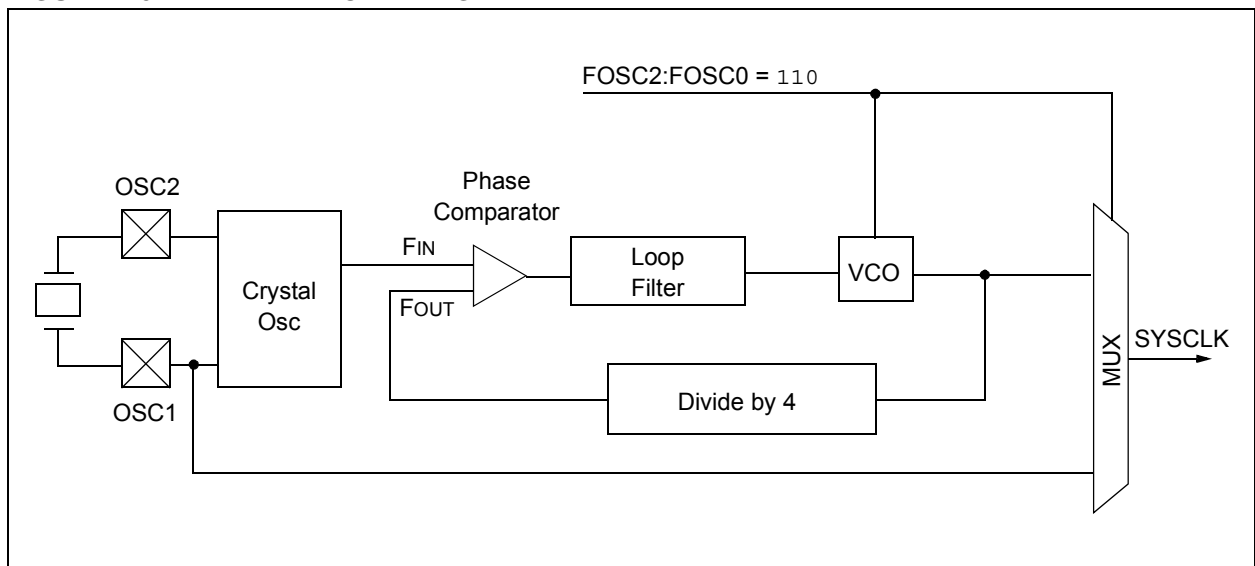 FOSC2:FOSC0 = 110
OSC2
Phase
Comparator
Crystal
Osc
FIN
FOUT
Loop
Filter
VCO
Divide by 4
MUX
SYSCLK
OSC1